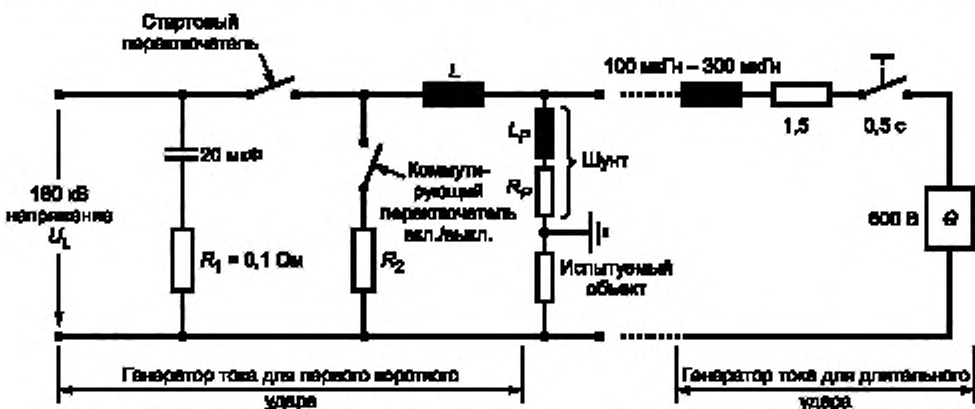 Стартовый
переключатель
L
100 мкГн – 300 мкГн
1,5
0,5 с
20 мкФ
L_P
Шунт
R_P
Коммути-
рующий
переключатель
вкл./выкл.
180 кВ
напряжение
U_L
R_1 = 0,1 Ом
R_2
Испытуемый
объект
600 В
G
Генератор тока для первого короткого
удара
Генератор тока для длительного
удара